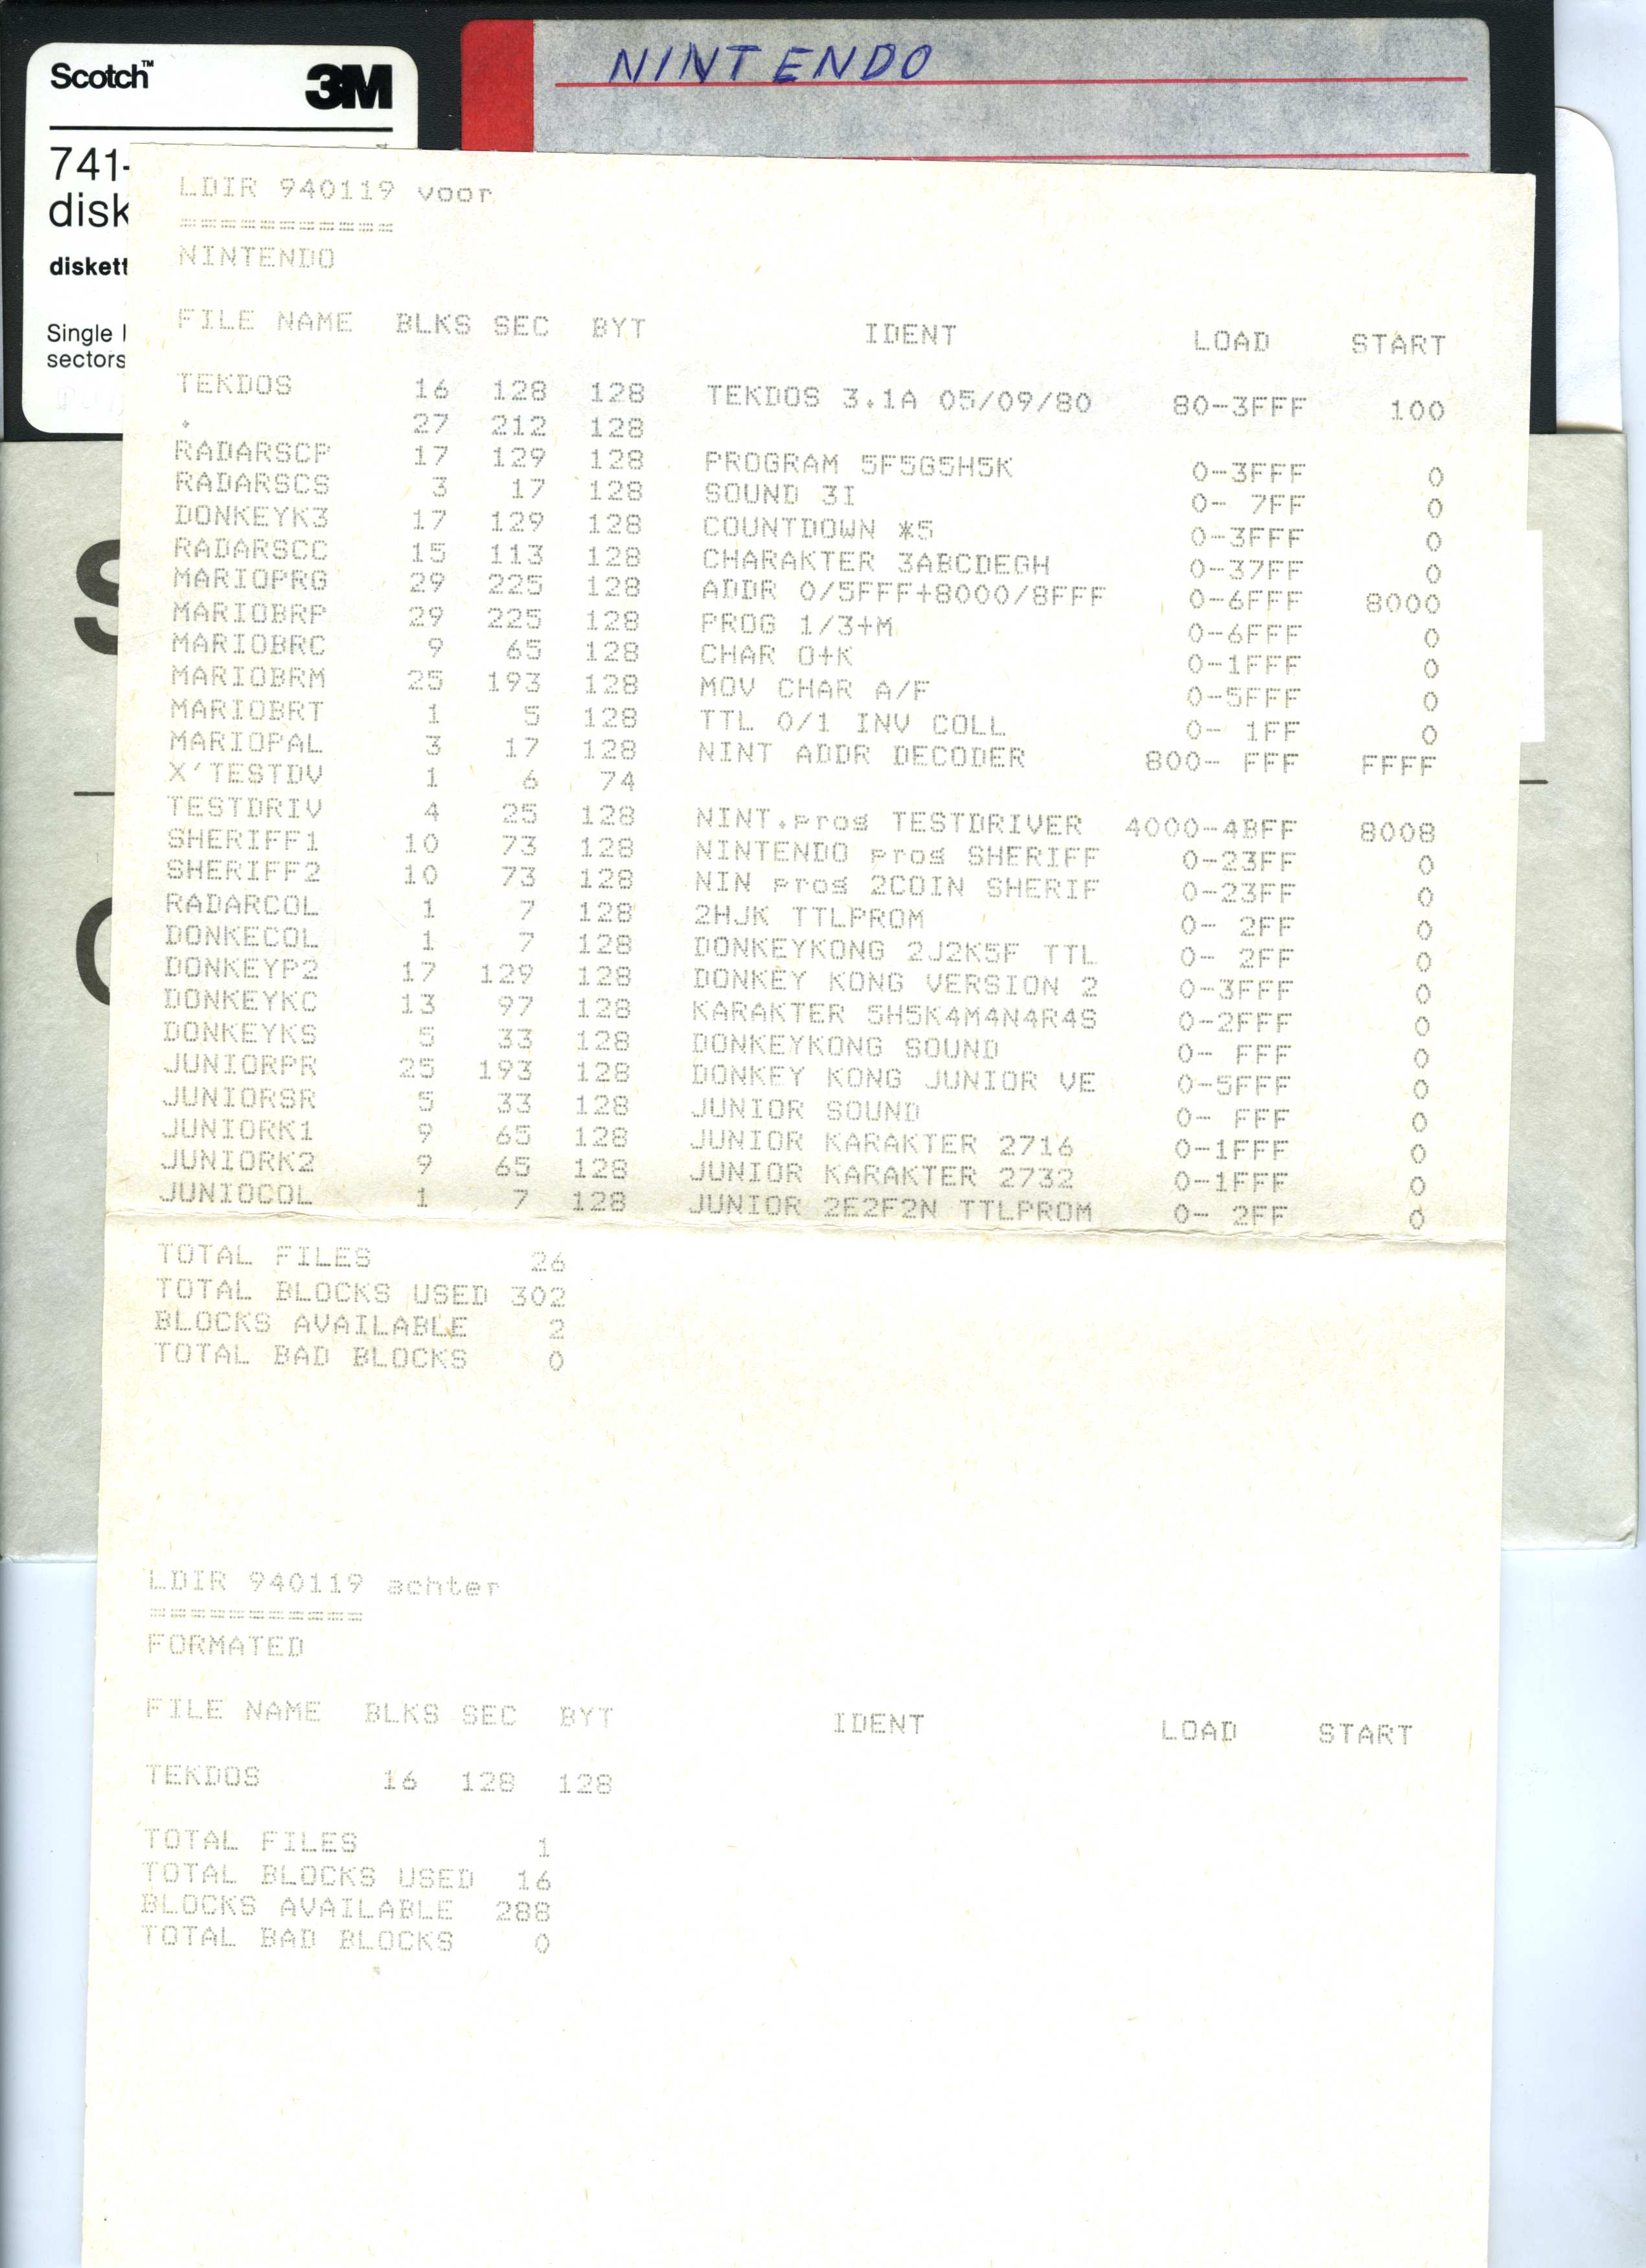 Scotch™ 3M
NINTENDO
741-
disk
diskett
Single
sectors
LDIR 940119 voor
===========
NINTENDO
FILE NAME BLKS SEC BYT IDENT LOAD START
TEKDOS 16 128 128 TEKDOS 3.1A 05/09/80 80-3FFF 100
. 27 212 128
RADARSCP 17 129 128 PROGRAM 5F5G5H5K 0-3FFF 0
RADARSCS 3 17 128 SOUND 3I 0- 7FF 0
DONKEYK3 17 129 128 COUNTDOWN *5 0-3FFF 0
RADARSCC 15 113 128 CHARAKTER 3ABCDEGH 0-37FF 0
MARIOPRG 29 225 128 ADDR 0/5FFF+8000/8FFF 0-6FFF 8000
MARIOBRP 29 225 128 PROG 1/3+M 0-6FFF 0
MARIOBRC 9 65 128 CHAR O+K 0-1FFF 0
MARIOBRM 25 193 128 MOV CHAR A/F 0-5FFF 0
MARIOBRT 1 5 128 TTL 0/1 INV COLL 0- 1FF 0
MARIOPAL 3 17 128 NINT ADDR DECODER 800- FFF FFFF
X'TESTDV 1 6 74
TESTDRIV 4 25 128 NINT.prog TESTDRIVER 4000-4BFF 8008
SHERIFF1 10 73 128 NINTENDO prog SHERIFF 0-23FF 0
SHERIFF2 10 73 128 NIN prog 2COIN SHERIF 0-23FF 0
RADARCOL 1 7 128 2HJK TTLPROM 0- 2FF 0
DONKECOL 1 7 128 DONKEYKONG 2J2K5F TTL 0- 2FF 0
DONKEYP2 17 129 128 DONKEY KONG VERSION 2 0-3FFF 0
DONKEYKC 13 97 128 KARAKTER 5H5K4M4N4R4S 0-2FFF 0
DONKEYKS 5 33 128 DONKEYKONG SOUND 0- FFF 0
JUNIORPR 25 193 128 DONKEY KONG JUNIOR VE 0-5FFF 0
JUNIORSR 5 33 128 JUNIOR SOUND 0- FFF 0
JUNIORK1 9 65 128 JUNIOR KARAKTER 2716 0-1FFF 0
JUNIORK2 9 65 128 JUNIOR KARAKTER 2732 0-1FFF 0
JUNIOCOL 1 7 128 JUNIOR 2E2F2N TTLPROM 0- 2FF 0
TOTAL FILES 26
TOTAL BLOCKS USED 302
BLOCKS AVAILABLE 2
TOTAL BAD BLOCKS 0
LDIR 940119 achter
===========
FORMATED
FILE NAME BLKS SEC BYT IDENT LOAD START
TEKDOS 16 128 128
TOTAL FILES 1
TOTAL BLOCKS USED 16
BLOCKS AVAILABLE 288
TOTAL BAD BLOCKS 0